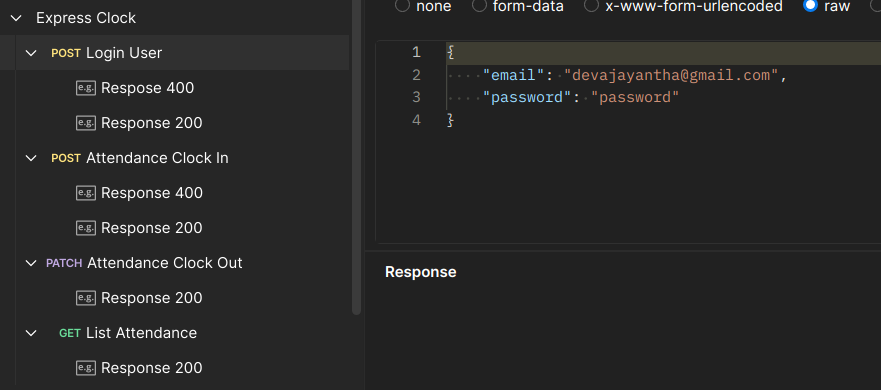 Express Clock
POST Login User
e.g. Respose 400
e.g. Response 200
POST Attendance Clock In
e.g. Response 400
e.g. Response 200
PATCH Attendance Clock Out
e.g. Response 200
GET List Attendance
e.g. Response 200
none form-data x-www-form-urlencoded raw
1 {
2 ····"email":·"devajayantha@gmail.com",
3 ····"password":·"password"
4 }
Response